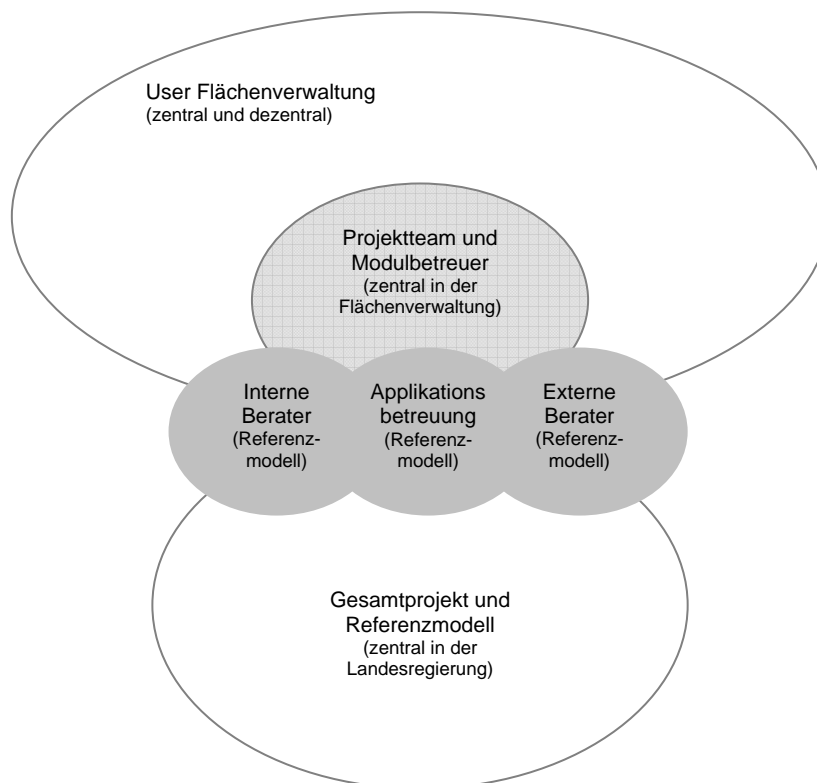 User Flächenverwaltung
(zentral und dezentral)
Projektteam und
Modulbetreuer
(zentral in der
Flächenverwaltung)
Interne
Berater
(Referenz-
modell)
Applikations
betreuung
(Referenz-
modell)
Externe
Berater
(Referenz-
modell)
Gesamtprojekt und
Referenzmodell
(zentral in der
Landesregierung)